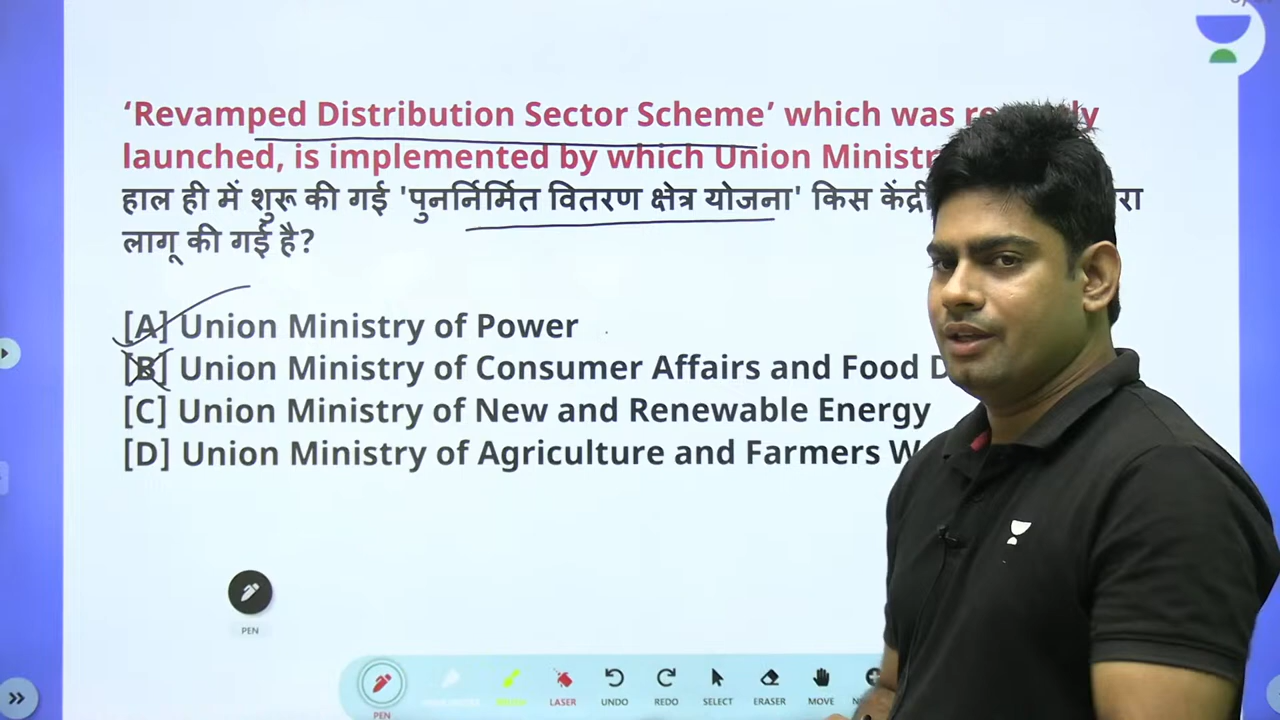 ‘Revamped Distribution Sector Scheme’ which was
launched, is implemented by which Union
हाल ही में शुरू की गई 'पुनर्निर्मित वितरण क्षेत्र योजना' किस
लागू की गई है?
[A] Union Ministry of Power
[B] Union Ministry of Consumer Affairs and Food
[C] Union Ministry of New and Renewable Energy
[D] Union Ministry of Agriculture and Farmers
PEN
PEN
LASER
UNDO
REDO
SELECT
ERASER
MOVE